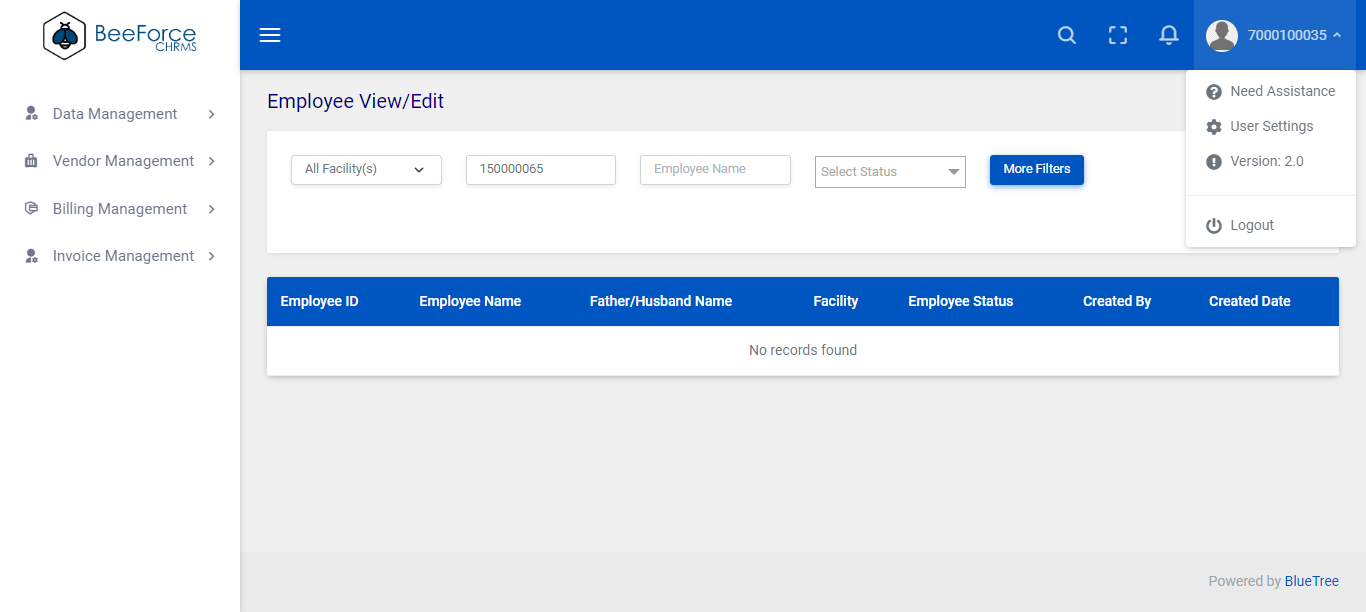 BeeForce
CHRMS
7000100035
Need Assistance
User Settings
Version: 2.0
Logout
Data Management
Vendor Management
Billing Management
Invoice Management
Employee View/Edit
All Facility(s) 150000065 Employee Name Select Status More Filters
Employee ID Employee Name Father/Husband Name Facility Employee Status Created By Created Date
No records found
Powered by BlueTree